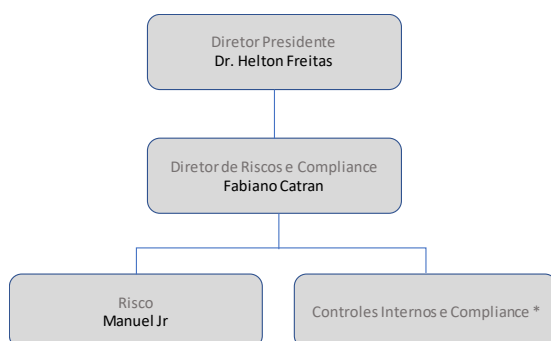 Diretor Presidente
Dr. Helton Freitas
Diretor de Riscos e Compliance
Fabiano Catran
Risco
Manuel Jr
Controles Internos e Compliance *